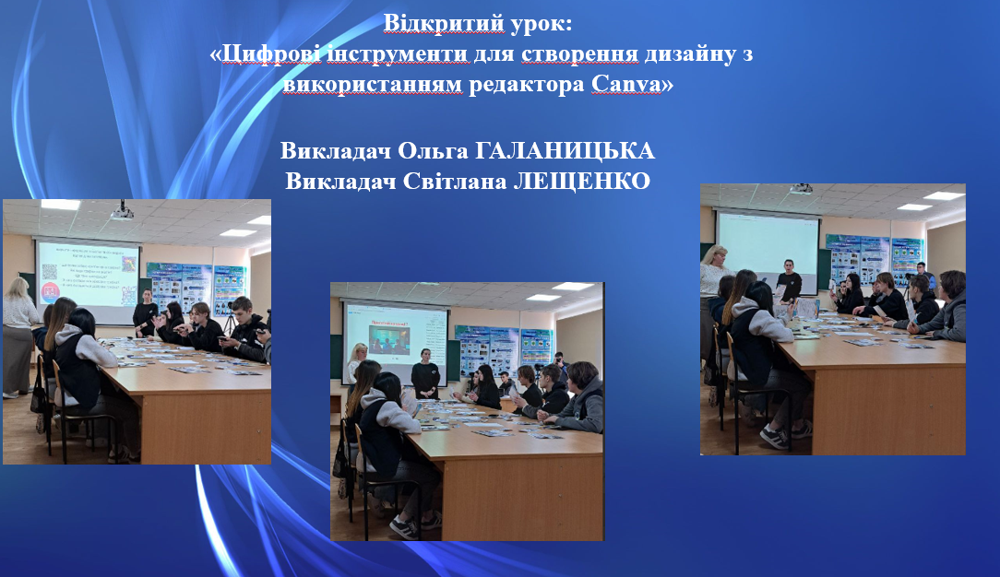 Відкритий урок:
«Цифрові інструменти для створення дизайну з
використанням редактора Canva»
Викладач Ольга ГАЛАНИЦЬКА
Викладач Світлана ЛЕЩЕНКО